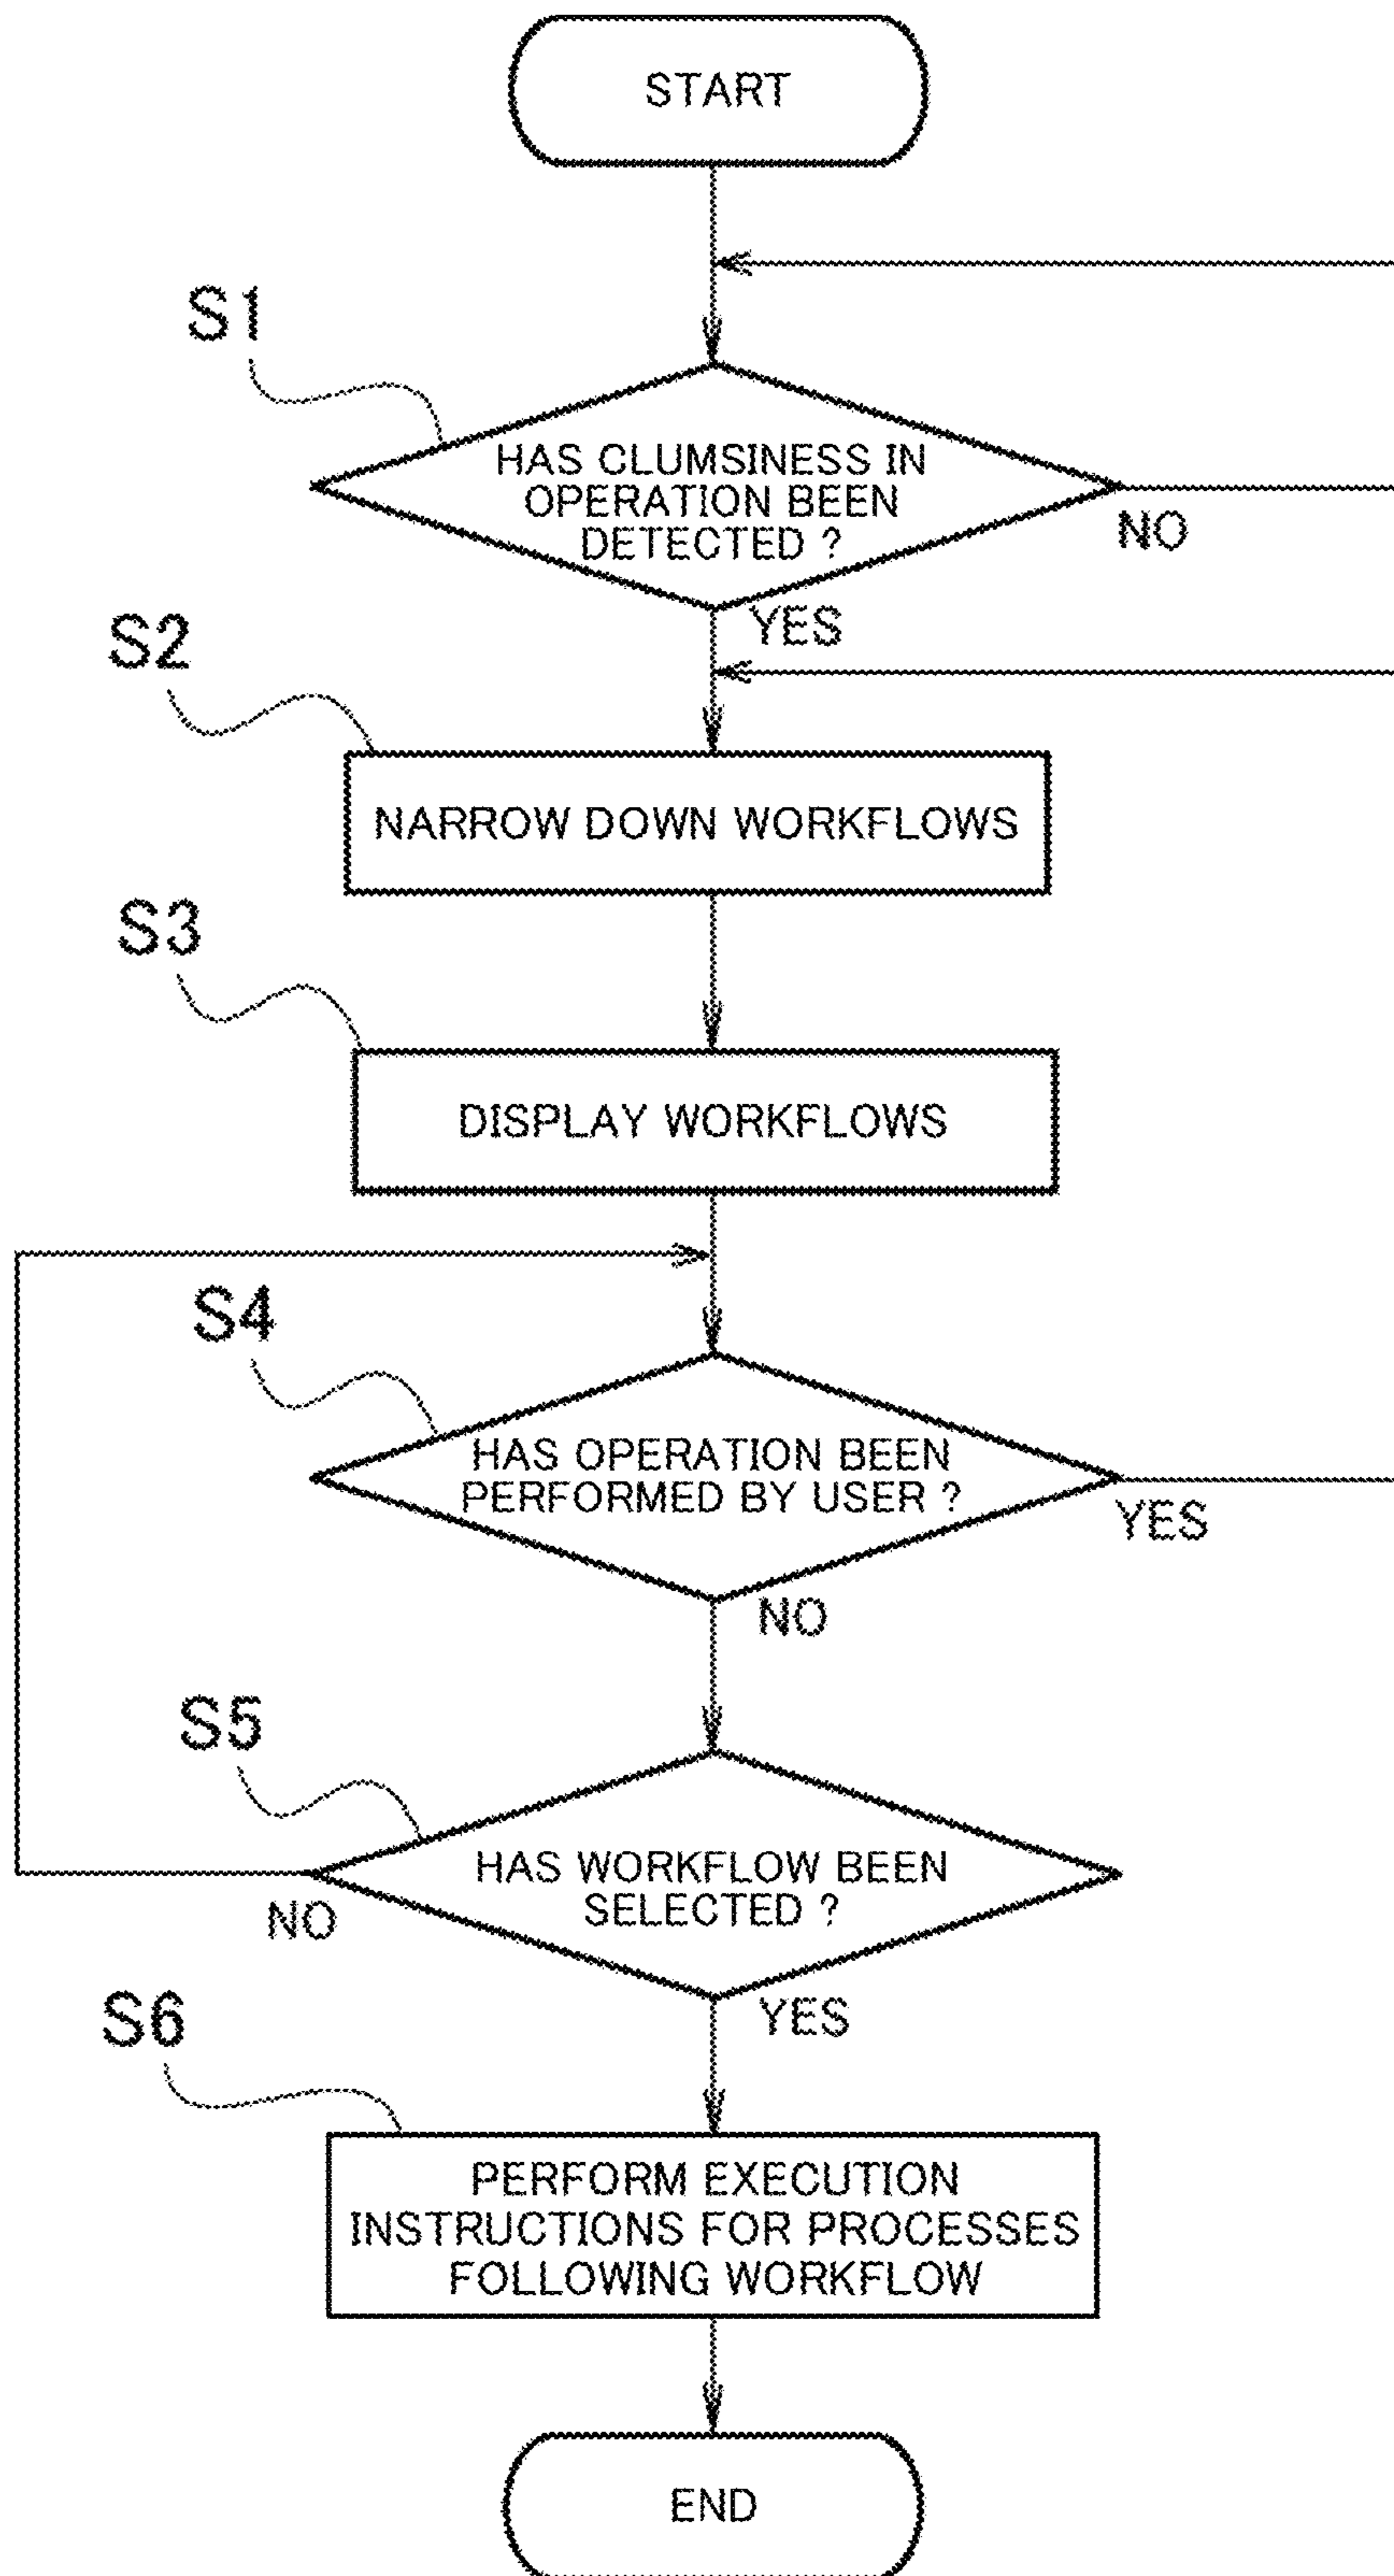 START
S1
HAS CLUMSINESS IN
OPERATION BEEN
DETECTED ?
NO
YES
S2
NARROW DOWN WORKFLOWS
S3
DISPLAY WORKFLOWS
S4
HAS OPERATION BEEN
PERFORMED BY USER ?
YES
NO
S5
HAS WORKFLOW BEEN
SELECTED ?
NO
YES
S6
PERFORM EXECUTION
INSTRUCTIONS FOR PROCESSES
FOLLOWING WORKFLOW
END